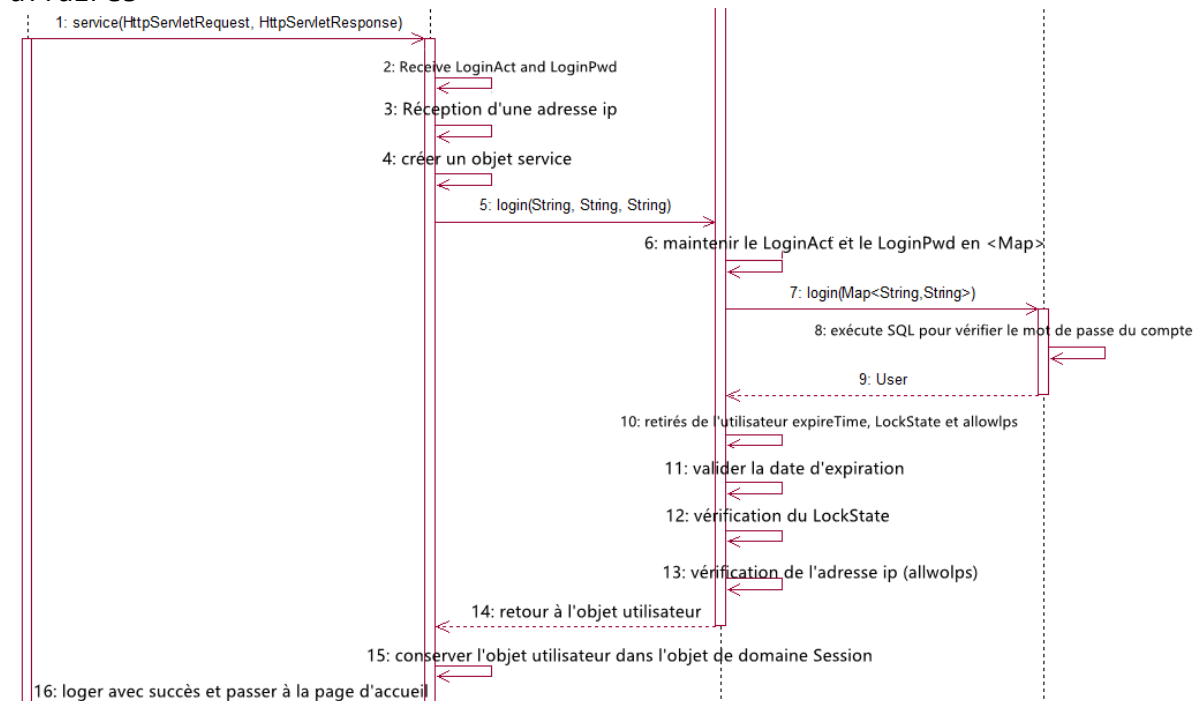 1: service(HttpServletRequest, HttpServletResponse)
2: Receive LoginAct and LoginPwd
3: Réception d'une adresse ip
4: créer un objet service
5: login(String, String, String)
6: maintenir le LoginAct et le LoginPwd en <Map>
7: login(Map<String,String>)
8: exécute SQL pour vérifier le mot de passe du compte
9: User
10: retirés de l'utilisateur expireTime, LockState et allowlps
11: valider la date d'expiration
12: vérification du LockState
13: vérification de l'adresse ip (allwolps)
14: retour à l'objet utilisateur
15: conserver l'objet utilisateur dans l'objet de domaine Session
16: loger avec succès et passer à la page d'accueil